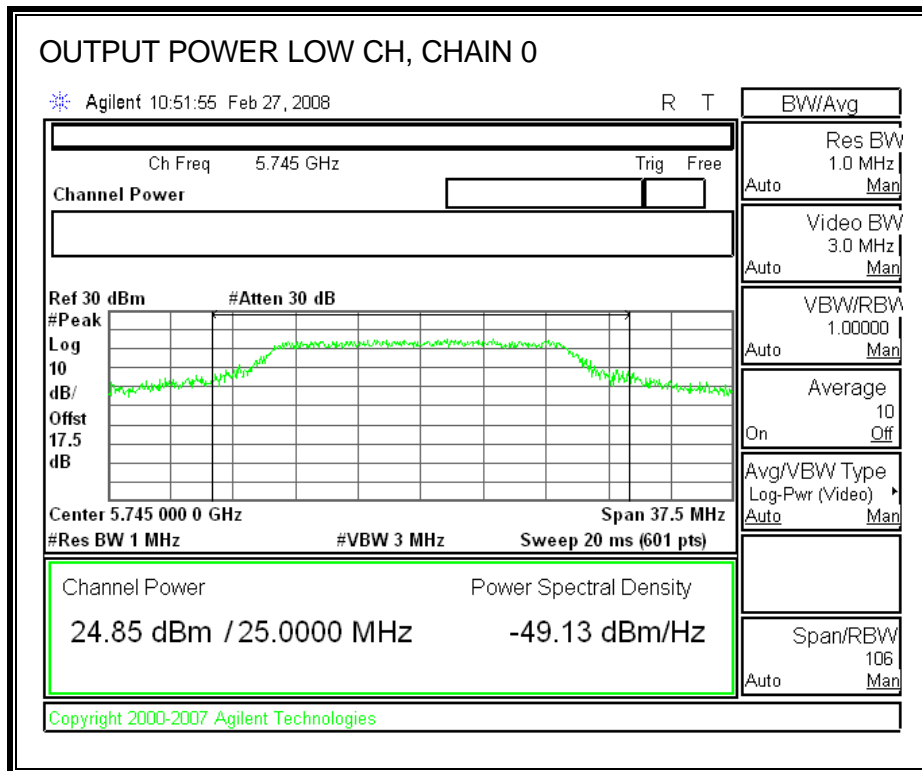 OUTPUT POWER LOW CH, CHAIN 0
Agilent 10:51:55 Feb 27, 2008 R T
BW/Avg
Ch Freq 5.745 GHz Trig Free
Channel Power
Res BW
1.0 MHz
Auto Man
Video BW
3.0 MHz
Auto Man
VBW/RBW
1.00000
Auto Man
Average
10
On Off
Avg/VBW Type
Log-Pwr (Video)
Auto Man
Span/RBW
106
Auto Man
Ref 30 dBm #Atten 30 dB
#Peak
Log
10
dB/
Offst
17.5
dB
Center 5.745 000 0 GHz Span 37.5 MHz
#Res BW 1 MHz #VBW 3 MHz Sweep 20 ms (601 pts)
Channel Power Power Spectral Density
24.85 dBm / 25.0000 MHz -49.13 dBm/Hz
Copyright 2000-2007 Agilent Technologies